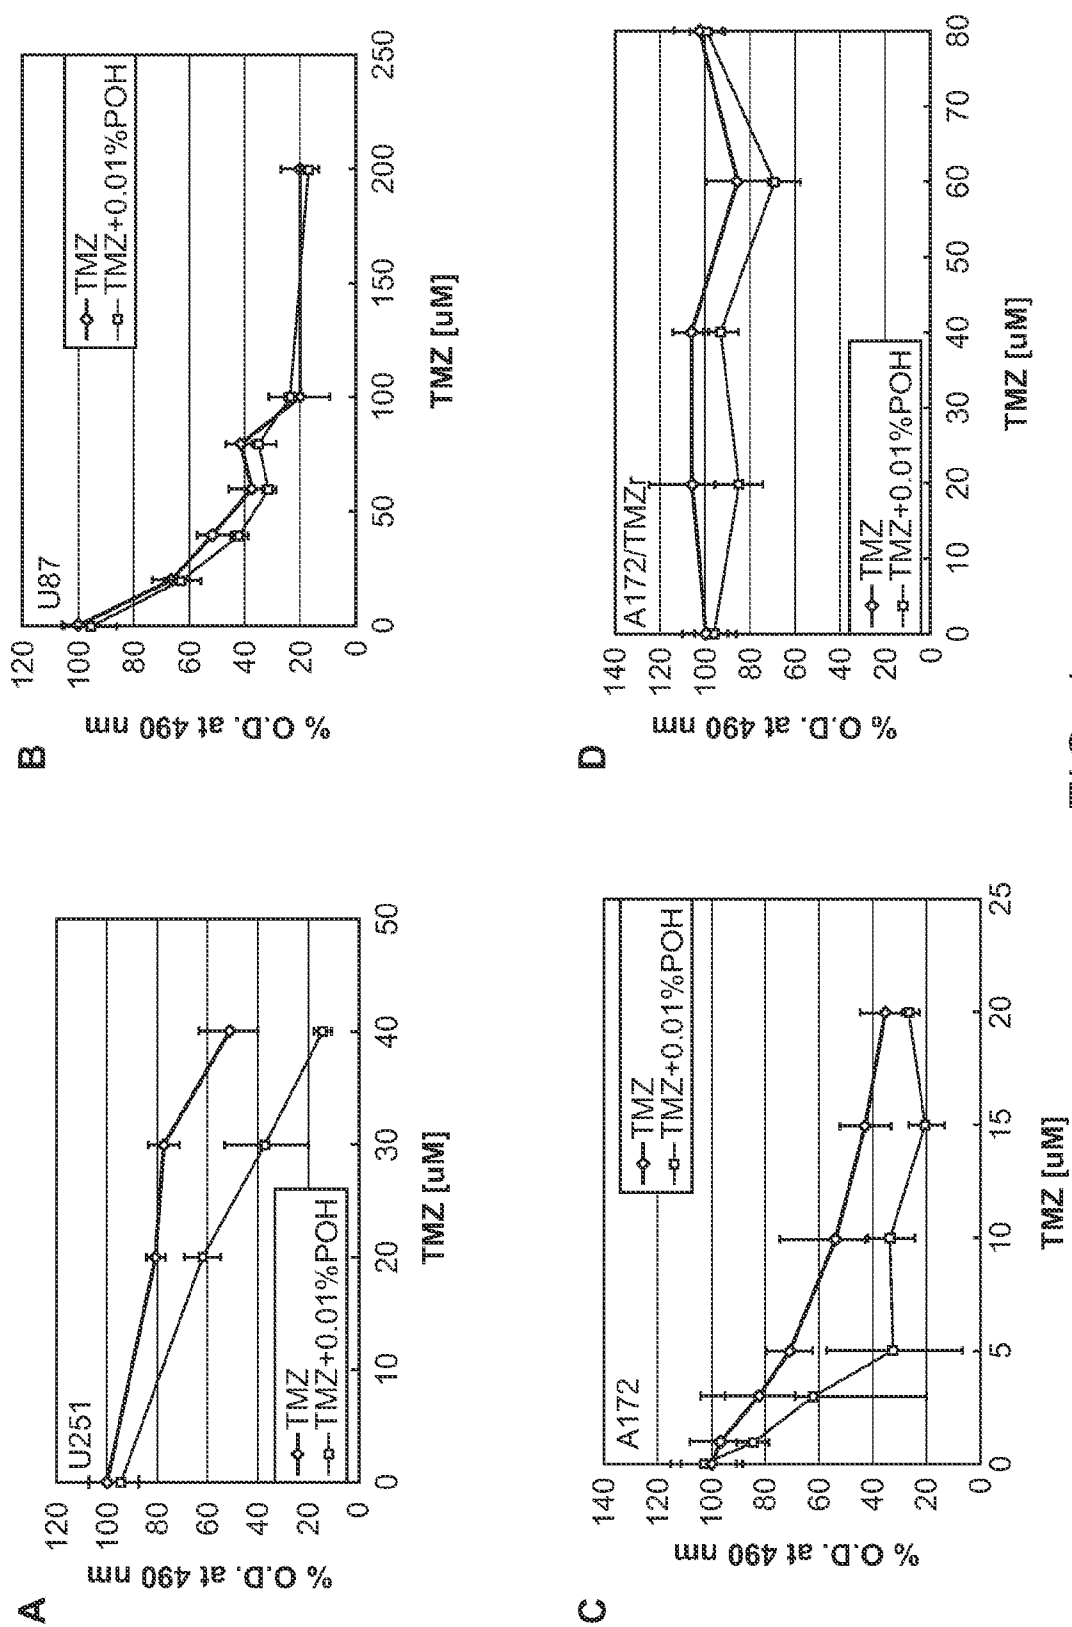 A
U251
% O.D. at 490 nm
120
100
80
60
40
20
0
0 10 20 30 40 50
TMZ [uM]
TMZ
TMZ+0.01%POH
B
U87
% O.D. at 490 nm
120
100
80
60
40
20
0
0 50 100 150 200 250
TMZ [uM]
TMZ
TMZ+0.01%POH
C
A172
% O.D. at 490 nm
140
120
100
80
60
40
20
0
0 5 10 15 20 25
TMZ [uM]
TMZ
TMZ+0.01%POH
D
A172/TMZr
% O.D. at 490 nm
140
120
100
80
60
40
20
0
0 10 20 30 40 50 60 70 80
TMZ [uM]
TMZ
TMZ+0.01%POH